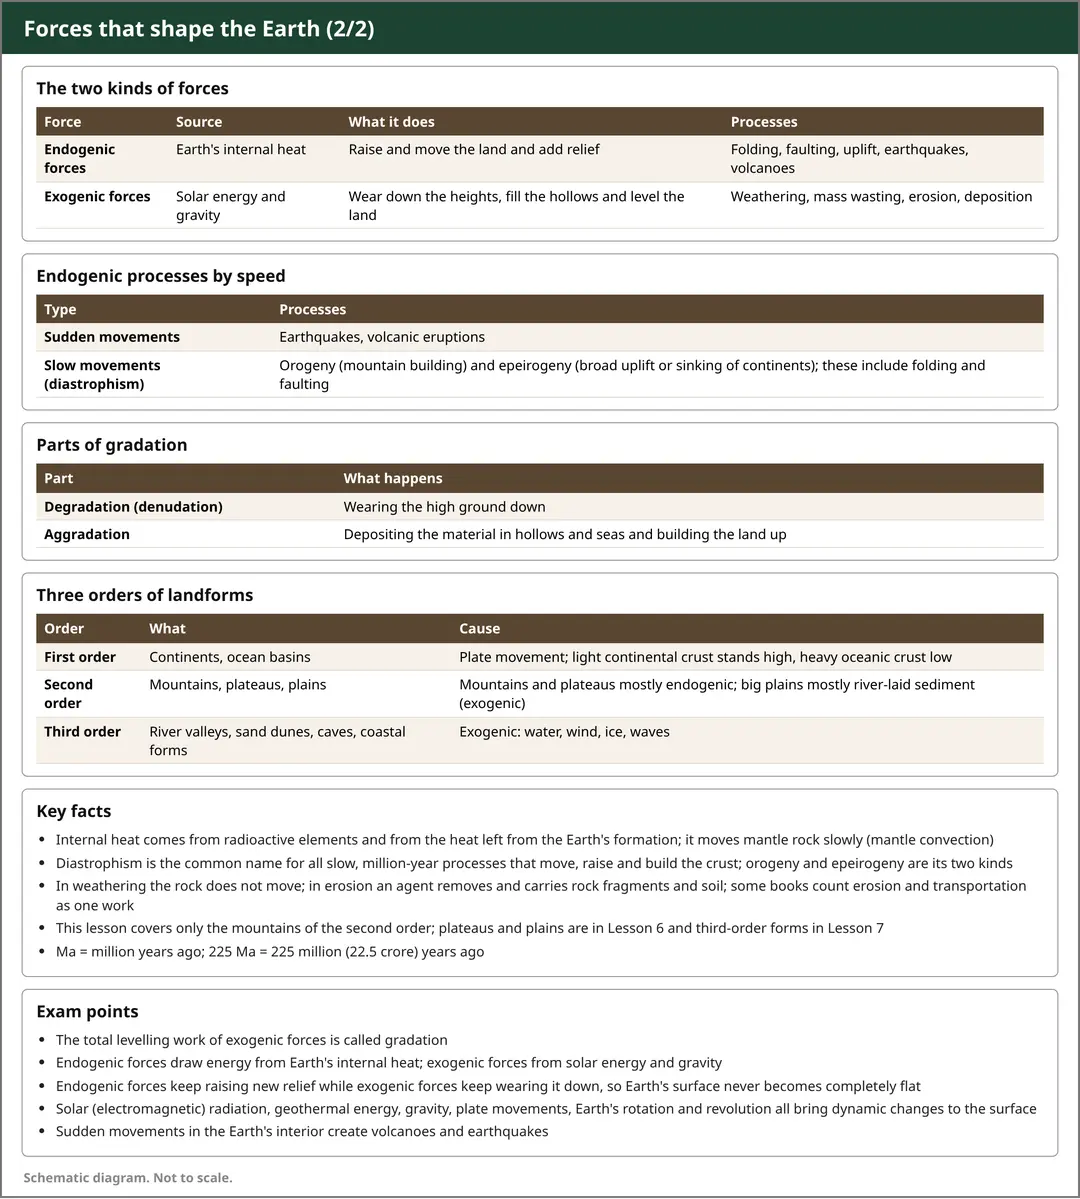 Forces that shape the Earth (2/2)
The two kinds of forces
Force Source What it does Processes
Endogenic forces Earth's internal heat Raise and move the land and add relief Folding, faulting, uplift, earthquakes, volcanoes
Exogenic forces Solar energy and gravity Wear down the heights, fill the hollows and level the land Weathering, mass wasting, erosion, deposition
Endogenic processes by speed
Type Processes
Sudden movements Earthquakes, volcanic eruptions
Slow movements (diastrophism) Orogeny (mountain building) and epeirogeny (broad uplift or sinking of continents); these include folding and faulting
Parts of gradation
Part What happens
Degradation (denudation) Wearing the high ground down
Aggradation Depositing the material in hollows and seas and building the land up
Three orders of landforms
Order What Cause
First order Continents, ocean basins Plate movement; light continental crust stands high, heavy oceanic crust low
Second order Mountains, plateaus, plains Mountains and plateaus mostly endogenic; big plains mostly river-laid sediment (exogenic)
Third order River valleys, sand dunes, caves, coastal forms Exogenic: water, wind, ice, waves
Key facts
• Internal heat comes from radioactive elements and from the heat left from the Earth's formation; it moves mantle rock slowly (mantle convection)
• Diastrophism is the common name for all slow, million-year processes that move, raise and build the crust; orogeny and epeirogeny are its two kinds
• In weathering the rock does not move; in erosion an agent removes and carries rock fragments and soil; some books count erosion and transportation
as one work
• This lesson covers only the mountains of the second order; plateaus and plains are in Lesson 6 and third-order forms in Lesson 7
• Ma = million years ago; 225 Ma = 225 million (22.5 crore) years ago
Exam points
• The total levelling work of exogenic forces is called gradation
• Endogenic forces draw energy from Earth's internal heat; exogenic forces from solar energy and gravity
• Endogenic forces keep raising new relief while exogenic forces keep wearing it down, so Earth's surface never becomes completely flat
• Solar (electromagnetic) radiation, geothermal energy, gravity, plate movements, Earth's rotation and revolution all bring dynamic changes to the surface
• Sudden movements in the Earth's interior create volcanoes and earthquakes
Schematic diagram. Not to scale.